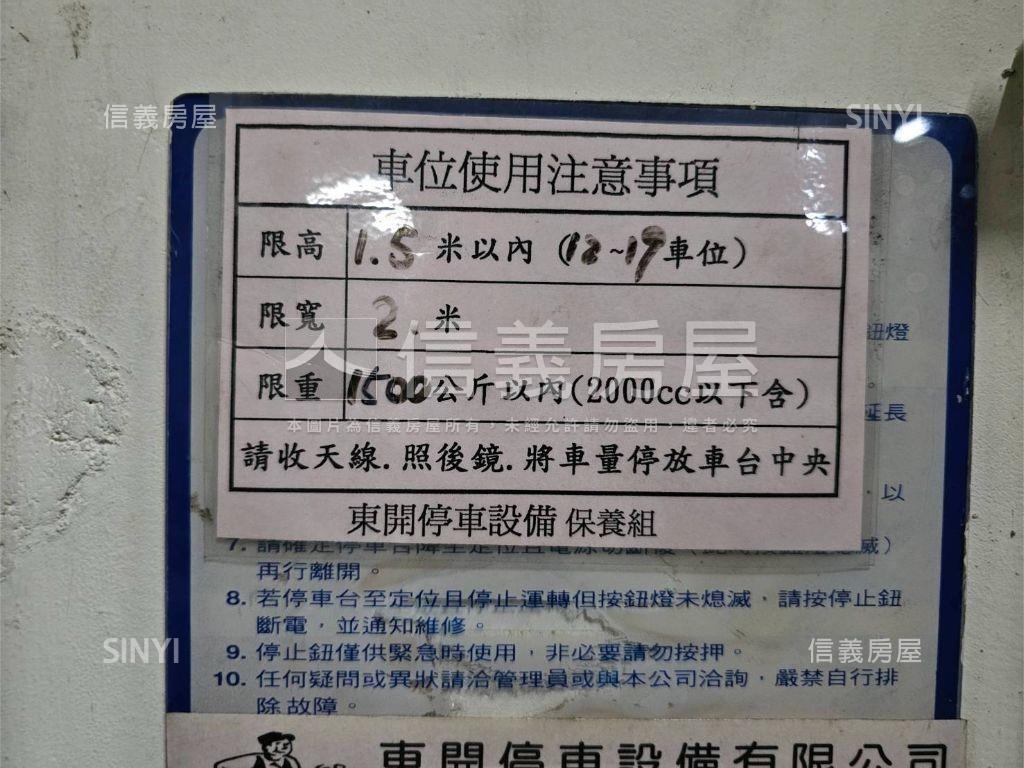 信義房屋
SINYI
車位使用注意事項
限高 1.5 米以內 (12~19車位)
限寬 2. 米
信義房屋
限重 1500公斤以內(2000cc以下含)
本圖片為信義房屋所有,未經允許請勿盜用,違者必究
請收天線.照後鏡.將車量停放車台中央
東開停車設備 保養組
鈕燈
延長
以
再行離開。
8. 若停車台至定位且停止運轉但按鈕燈未熄滅,請按停止鈕
斷電,並通知維修。
9. 停止鈕僅供緊急時使用,非必要請勿按押。
SINYI
信義房屋
10. 任何疑問或異狀請洽管理員或與本公司洽詢,嚴禁自行排
除故障。
東開停車設備有限公司